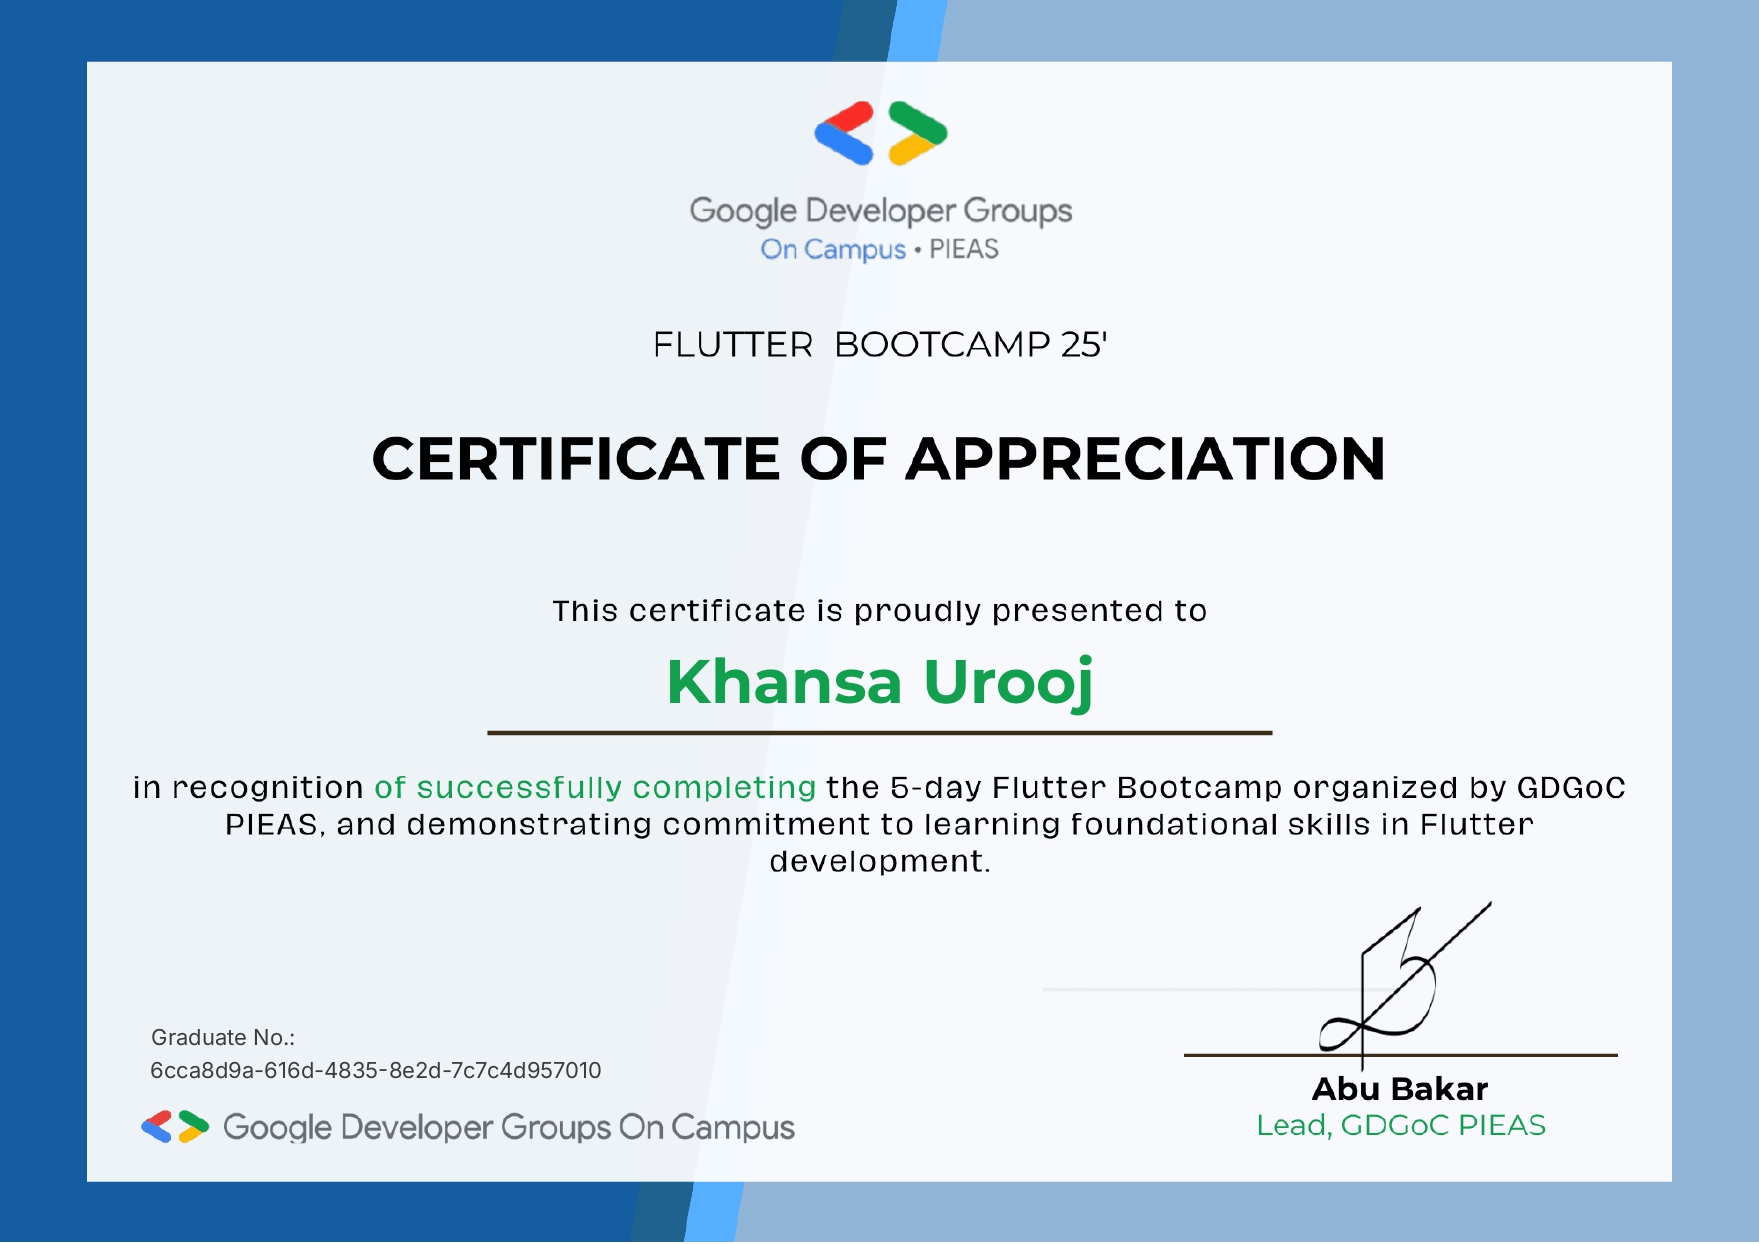 Google Developer Groups
On Campus • PIEAS
FLUTTER BOOTCAMP 25'
CERTIFICATE OF APPRECIATION
This certificate is proudly presented to
Khansa Urooj
in recognition of successfully completing the 5-day Flutter Bootcamp organized by GDGoC
PIEAS, and demonstrating commitment to learning foundational skills in Flutter
development.
Graduate No.:
6cca8d9a-616d-4835-8e2d-7c7c4d957010
Google Developer Groups On Campus
Abu Bakar
Lead, GDGoC PIEAS